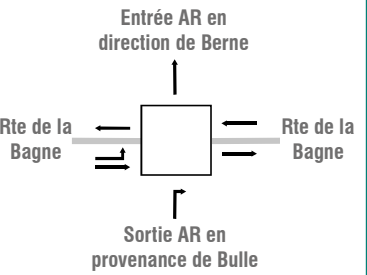 Entrée AR en
direction de Berne
Rte de la
Bagne
Rte de la
Bagne
Sortie AR en
provenance de Bulle